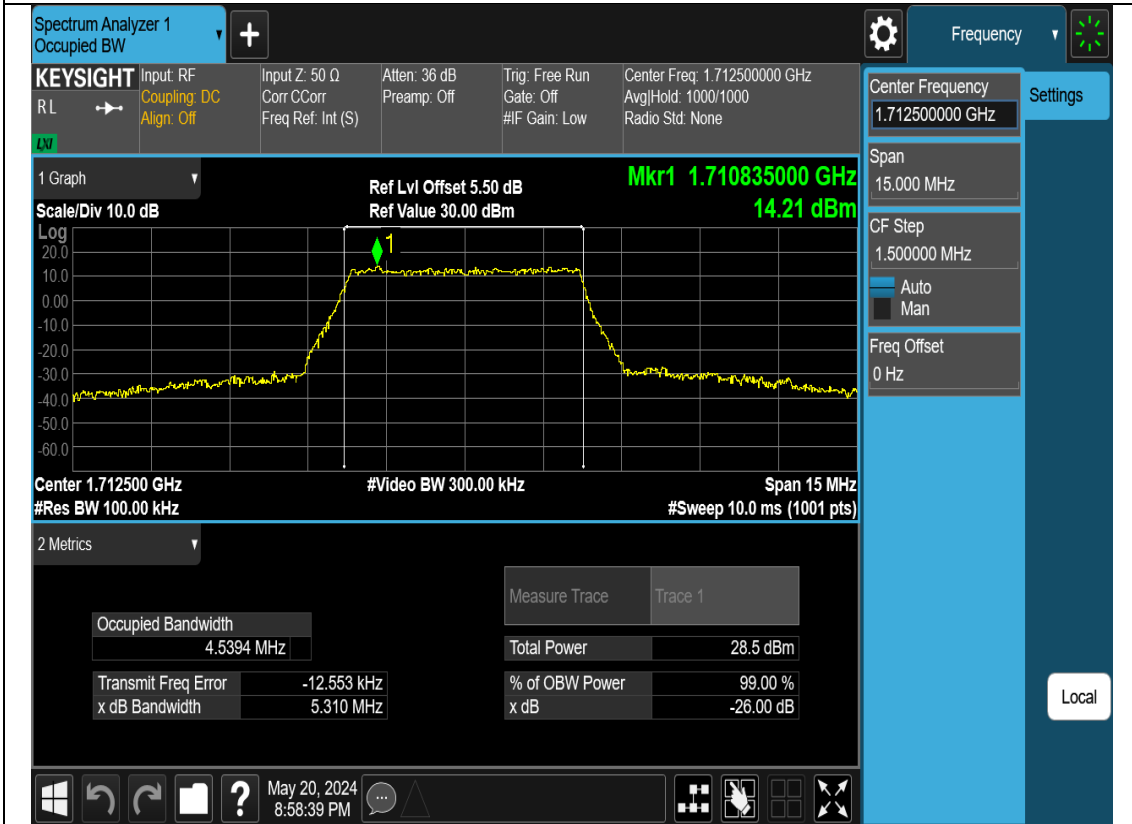 Spectrum Analyzer 1
Occupied BW
+
Frequency
KEYSIGHT
RL
LXI
Input: RF
Coupling: DC
Align: Off
Input Z: 50 Ω
Corr CCorr
Freq Ref: Int (S)
Atten: 36 dB
Preamp: Off
Trig: Free Run
Gate: Off
#IF Gain: Low
Center Freq: 1.712500000 GHz
Avg|Hold: 1000/1000
Radio Std: None
Center Frequency
1.712500000 GHz
Settings
Span
15.000 MHz
CF Step
1.500000 MHz
Auto
Man
Freq Offset
0 Hz
Local
1 Graph
Scale/Div 10.0 dB
Ref Lvl Offset 5.50 dB
Ref Value 30.00 dBm
Mkr1 1.710835000 GHz
14.21 dBm
Log
1
20.0
10.0
0.00
-10.0
-20.0
-30.0
-40.0
-50.0
-60.0
Center 1.712500 GHz
#Video BW 300.00 kHz
Span 15 MHz
#Res BW 100.00 kHz
#Sweep 10.0 ms (1001 pts)
2 Metrics
Measure Trace Trace 1
Occupied Bandwidth
4.5394 MHz
Total Power 28.5 dBm
Transmit Freq Error -12.553 kHz
% of OBW Power 99.00 %
x dB Bandwidth 5.310 MHz
x dB -26.00 dB
?
May 20, 2024
8:58:39 PM